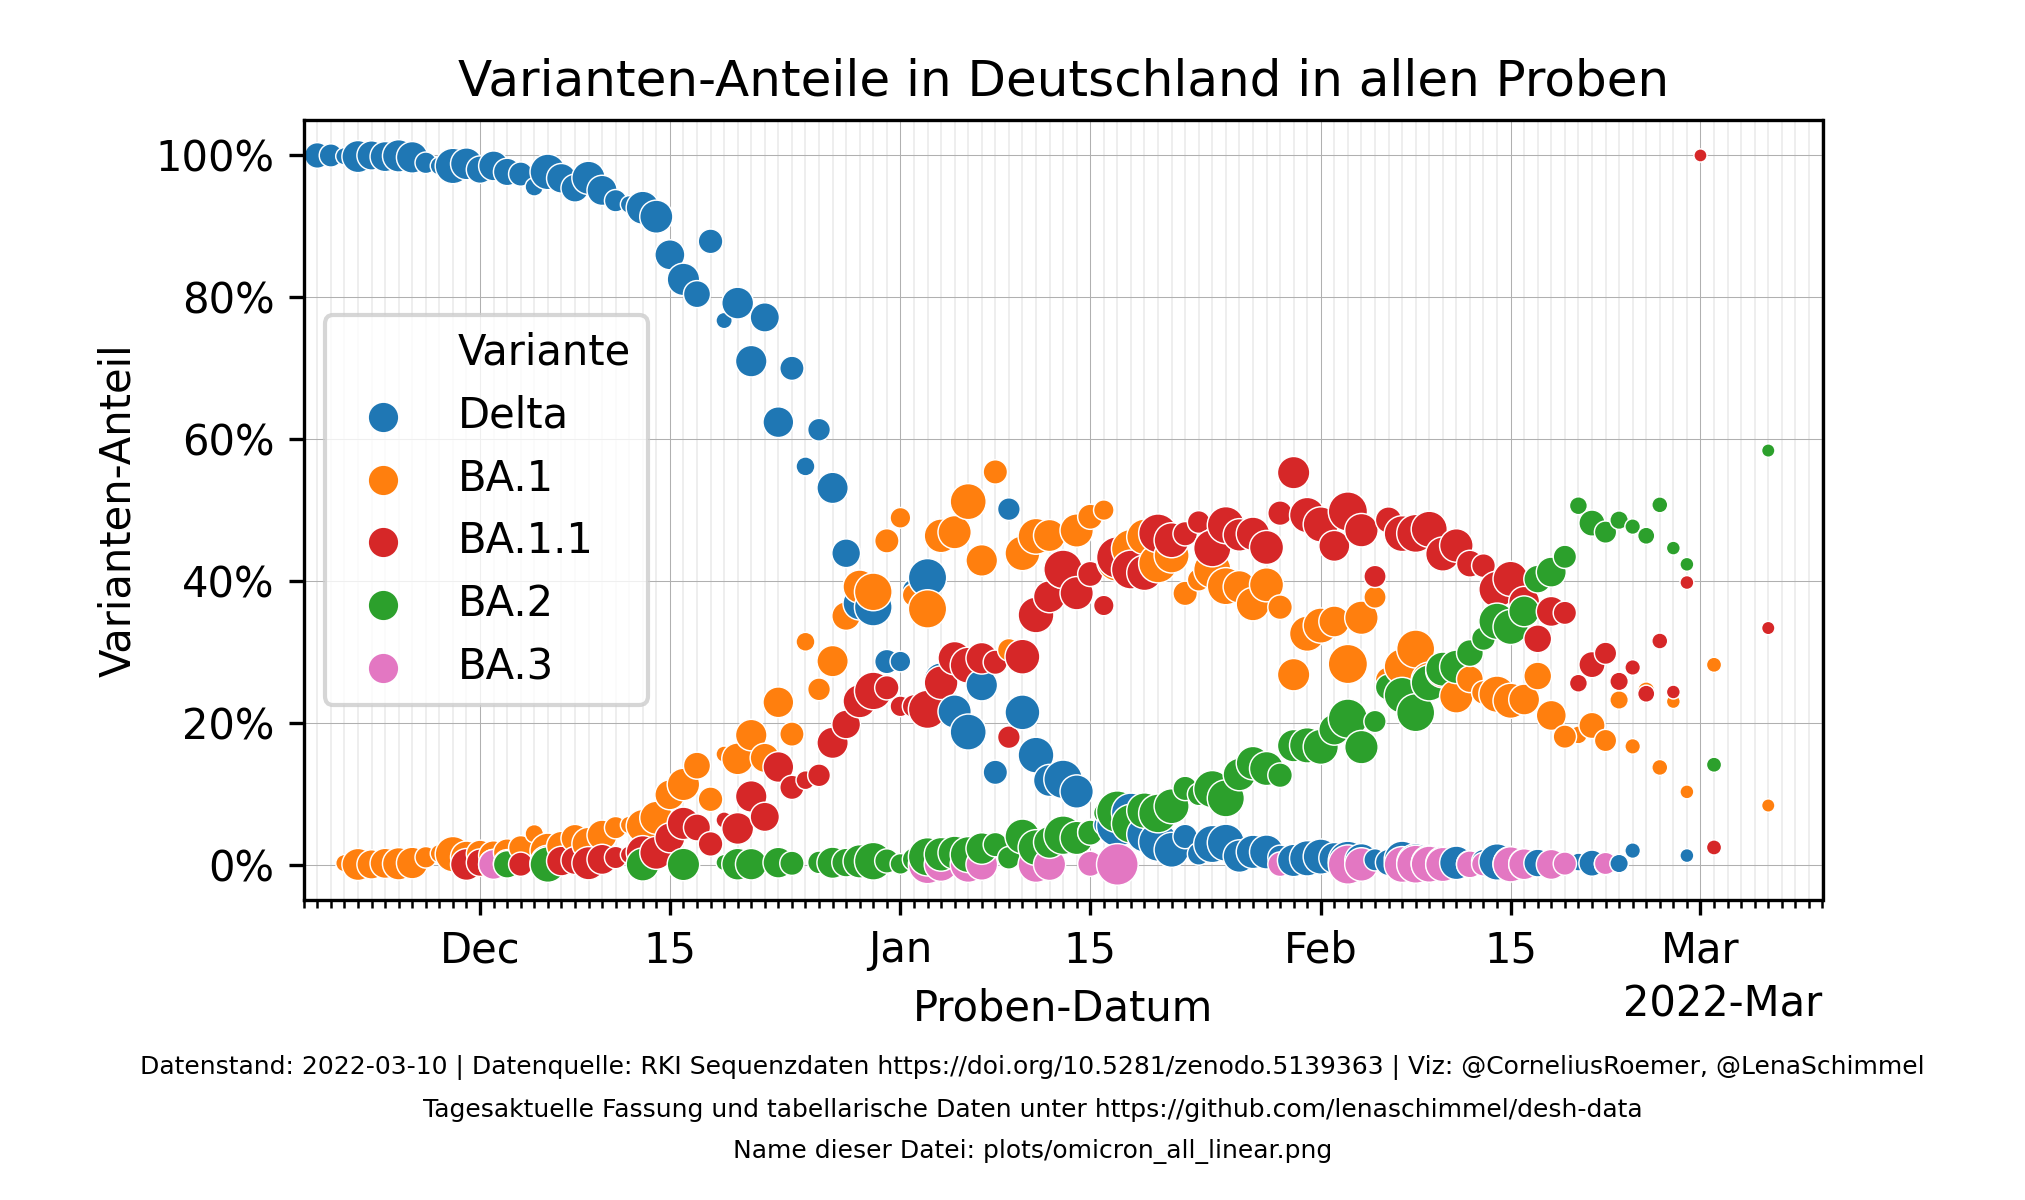 Varianten-Anteile in Deutschland in allen Proben
Varianten-Anteil
100%
80%
60%
40%
20%
0%
Variante
Delta
BA.1
BA.1.1
BA.2
BA.3
Dec 15 Jan 15 Feb 15 Mar
Proben-Datum
2022-Mar
Datenstand: 2022-03-10 | Datenquelle: RKI Sequenzdaten https://doi.org/10.5281/zenodo.5139363 | Viz: @CorneliusRoemer, @LenaSchimmel
Tagesaktuelle Fassung und tabellarische Daten unter https://github.com/lenaschimmel/desh-data
Name dieser Datei: plots/omicron_all_linear.png